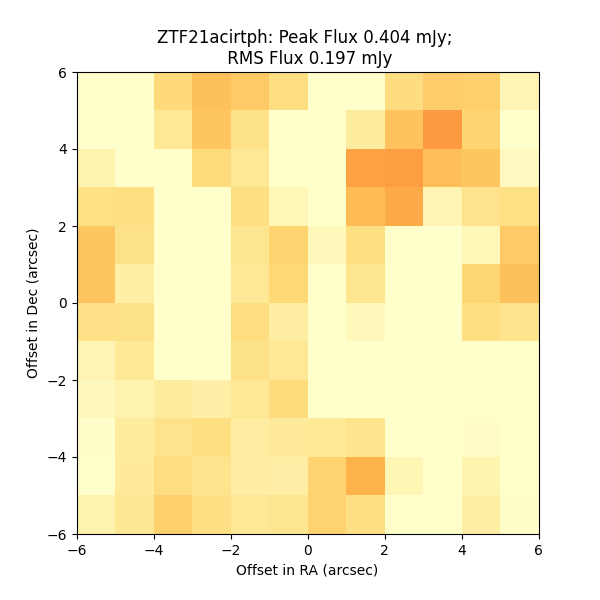 ZTF21acirtph: Peak Flux 0.404 mJy;
RMS Flux 0.197 mJy
6
4
2
0
−2
−4
−6
Offset in Dec (arcsec)
−6 −4 −2 0 2 4 6
Offset in RA (arcsec)